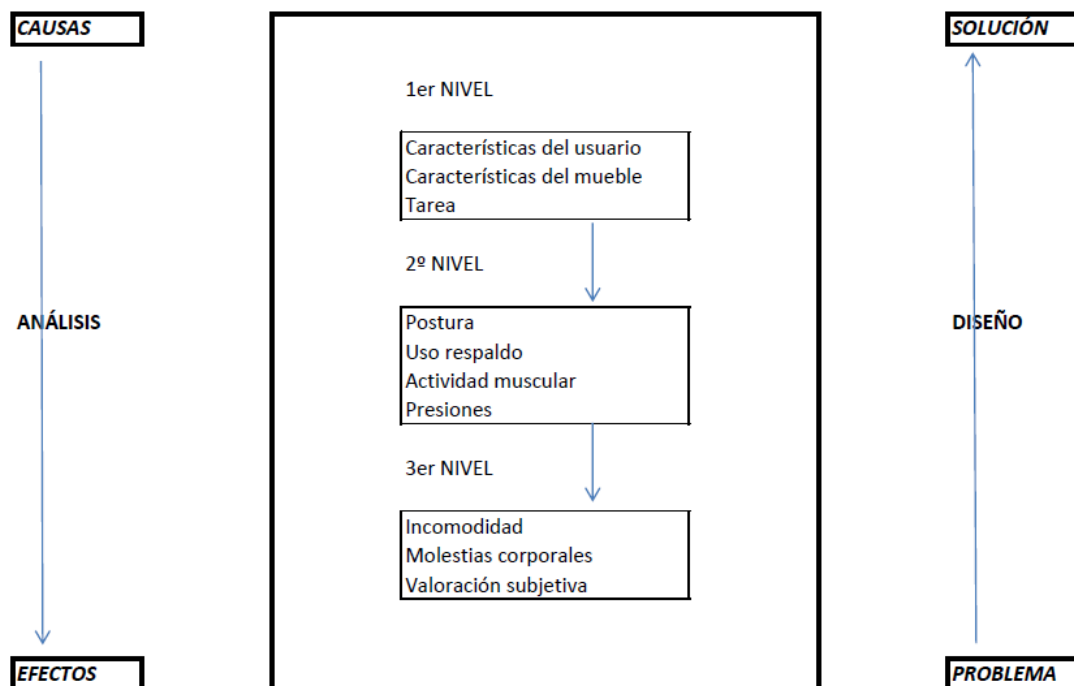 CAUSAS
SOLUCIÓN
1er NIVEL
Características del usuario
Características del mueble
Tarea
2º NIVEL
ANÁLISIS
DISEÑO
Postura
Uso respaldo
Actividad muscular
Presiones
3er NIVEL
Incomodidad
Molestias corporales
Valoración subjetiva
EFECTOS
PROBLEMA